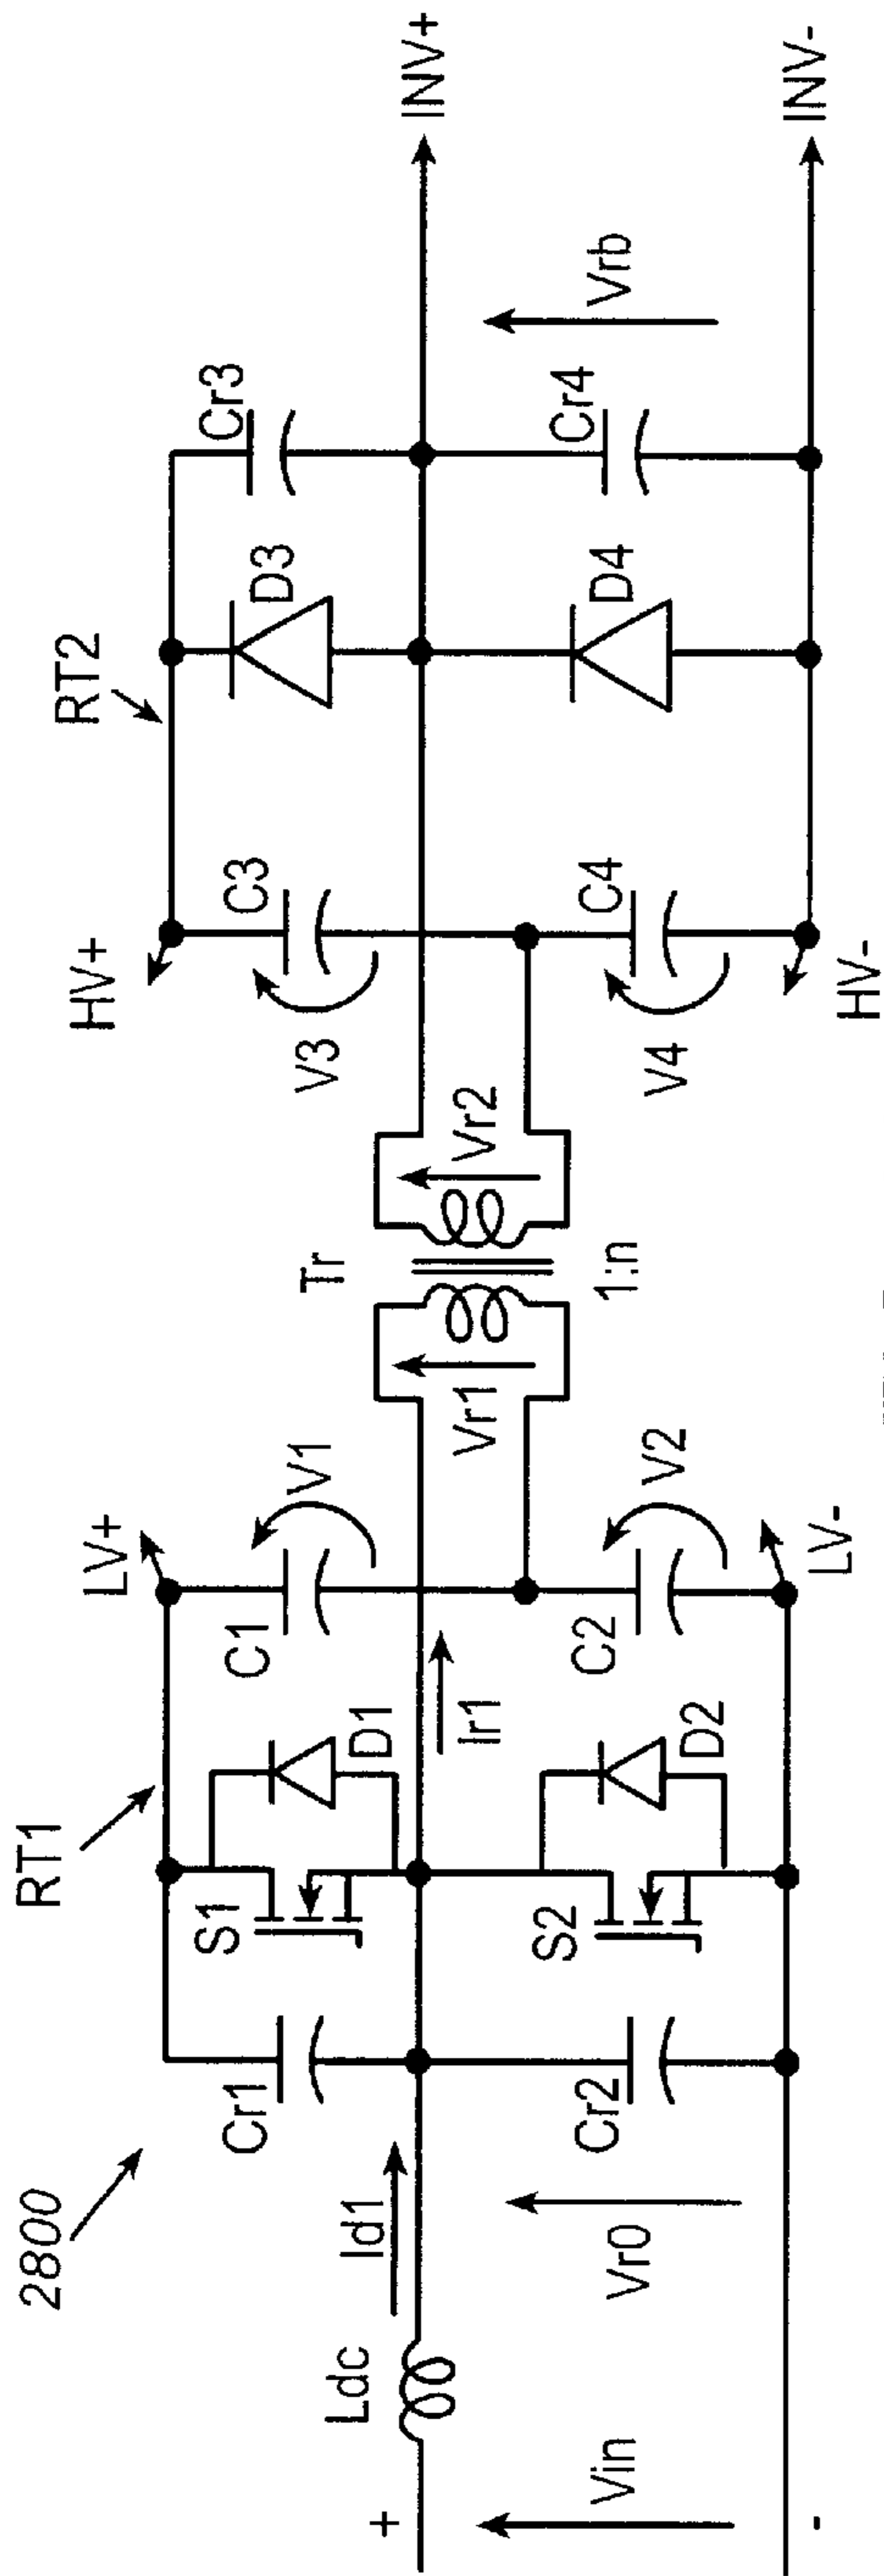 2800
RT1
RT2
LV+
HV+
Cr1
S1
D1
C1
V1
Tr
V3
C3
D3
Cr3
INV+
Ldc
Id1
Ir1
+
Vin
-
Vr0
Cr2
S2
D2
C2
V2
LV-
Vr1
Vr2
1:n
V4
C4
D4
Cr4
HV-
Vrb
INV-